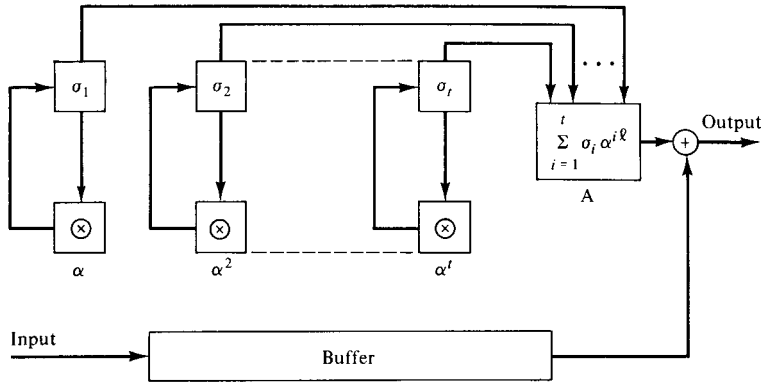 σ₁
σ₂
σₜ
. . .
t
Σ σᵢ αⁱˡ
i = 1
A
+
Output
×
×
×
α
α²
αᵗ
Input
Buffer